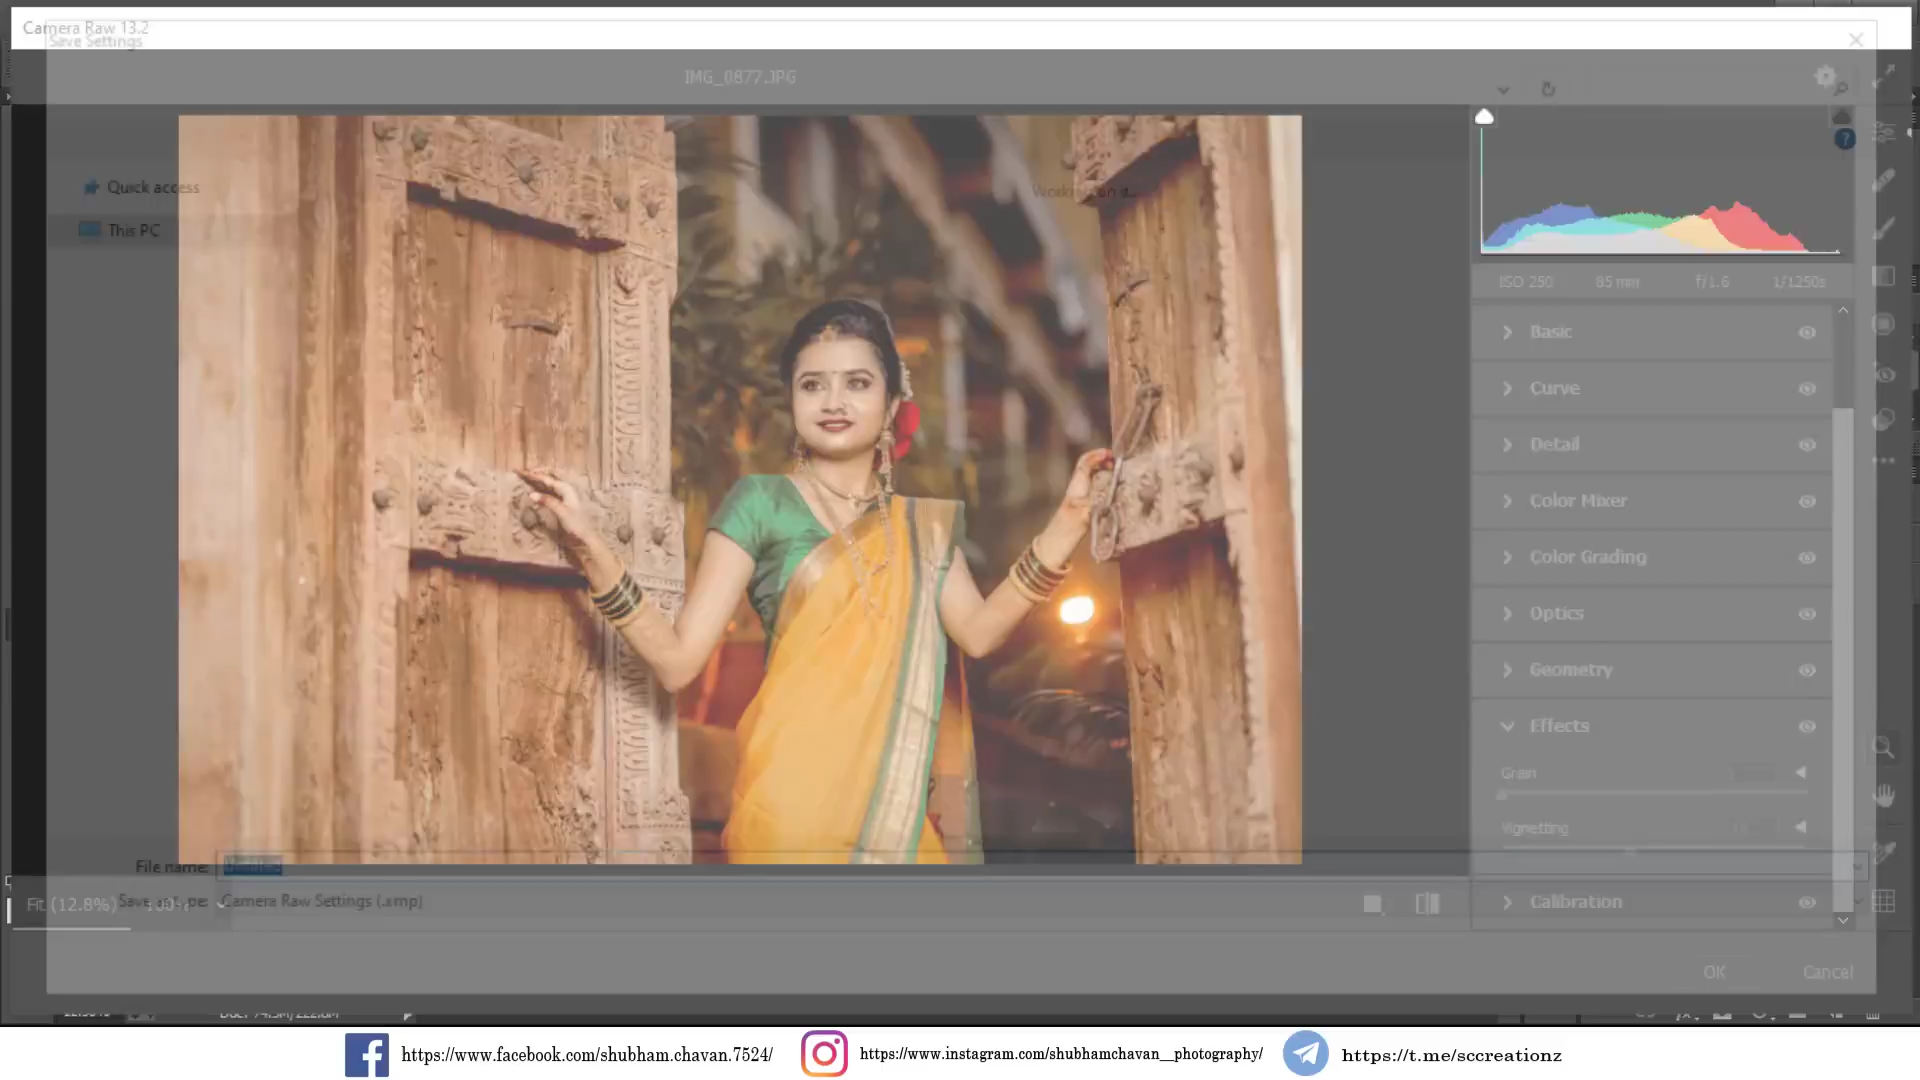 Camera Raw 13.2
Save Settings
IMG_0877.JPG
Quick access
This PC
ISO 250 85 mm f/1.6 1/1250s
Basic
Curve
Detail
Color Mixer
Color Grading
Optics
Geometry
Effects
Grain
Vignetting
Calibration
File name:
Camera Raw Settings (.xmp)
Fit (12.8%) 100%
OK Cancel
https://www.facebook.com/shubham.chavan.7524/
https://www.instagram.com/shubhamchavan__photography/
https://t.me/sccreationz